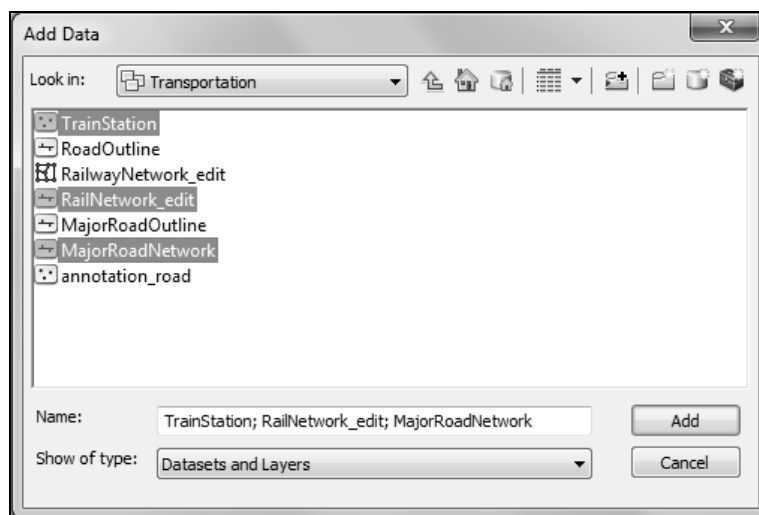 Add Data
Look in: Transportation
TrainStation
RoadOutline
RailwayNetwork_edit
RailNetwork_edit
MajorRoadOutline
MajorRoadNetwork
annotation_road
Name: TrainStation; RailNetwork_edit; MajorRoadNetwork Add
Show of type: Datasets and Layers Cancel